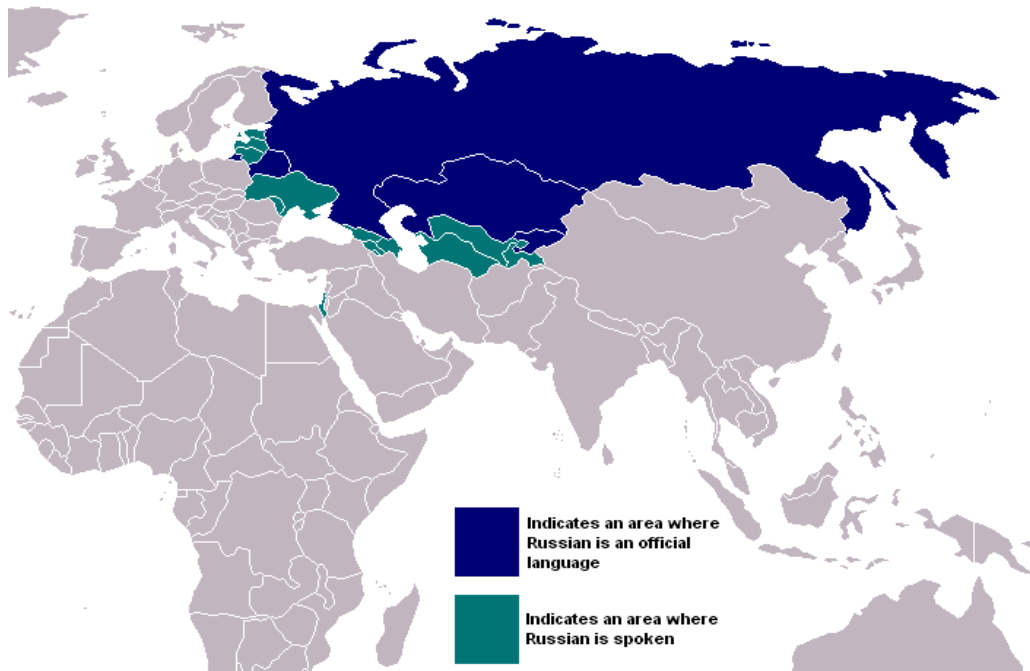 Indicates an area where
Russian is an official
language
Indicates an area where
Russian is spoken